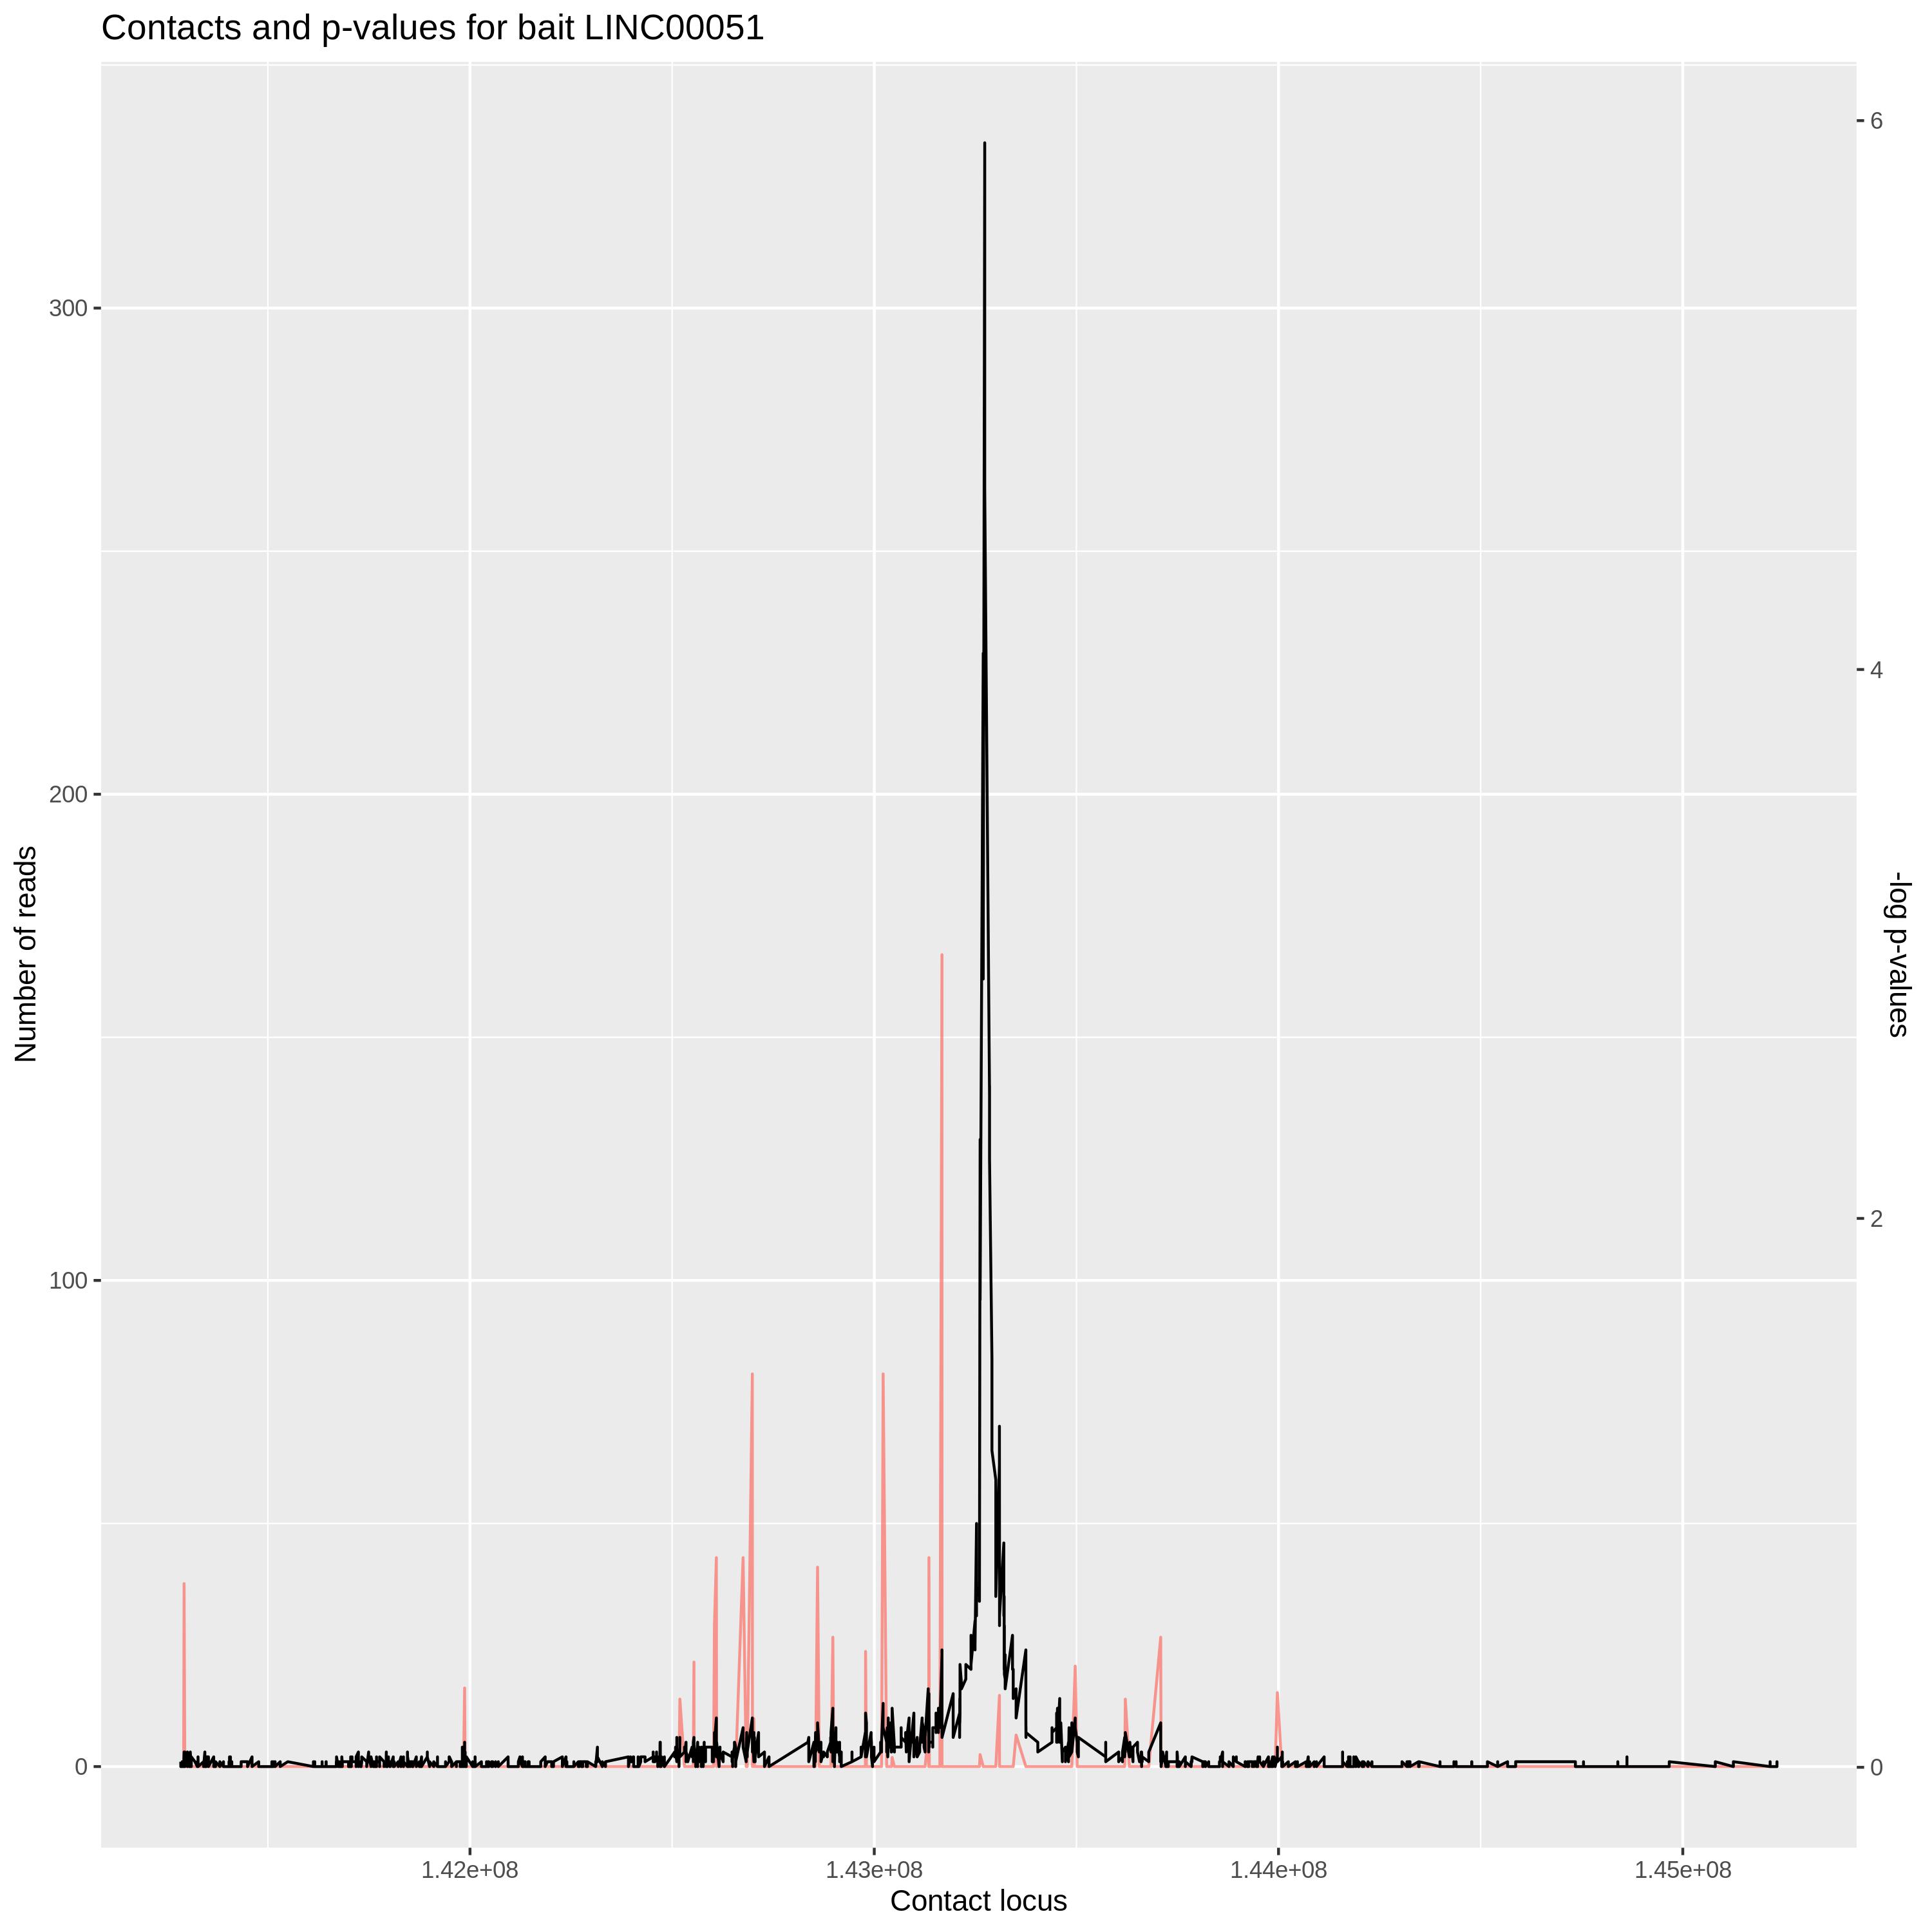 Contacts and p-values for bait LINC00051
6
300
4
200
Number of reads
-log p-values
2
100
0
0
1.42e+08
1.43e+08
1.44e+08
1.45e+08
Contact locus